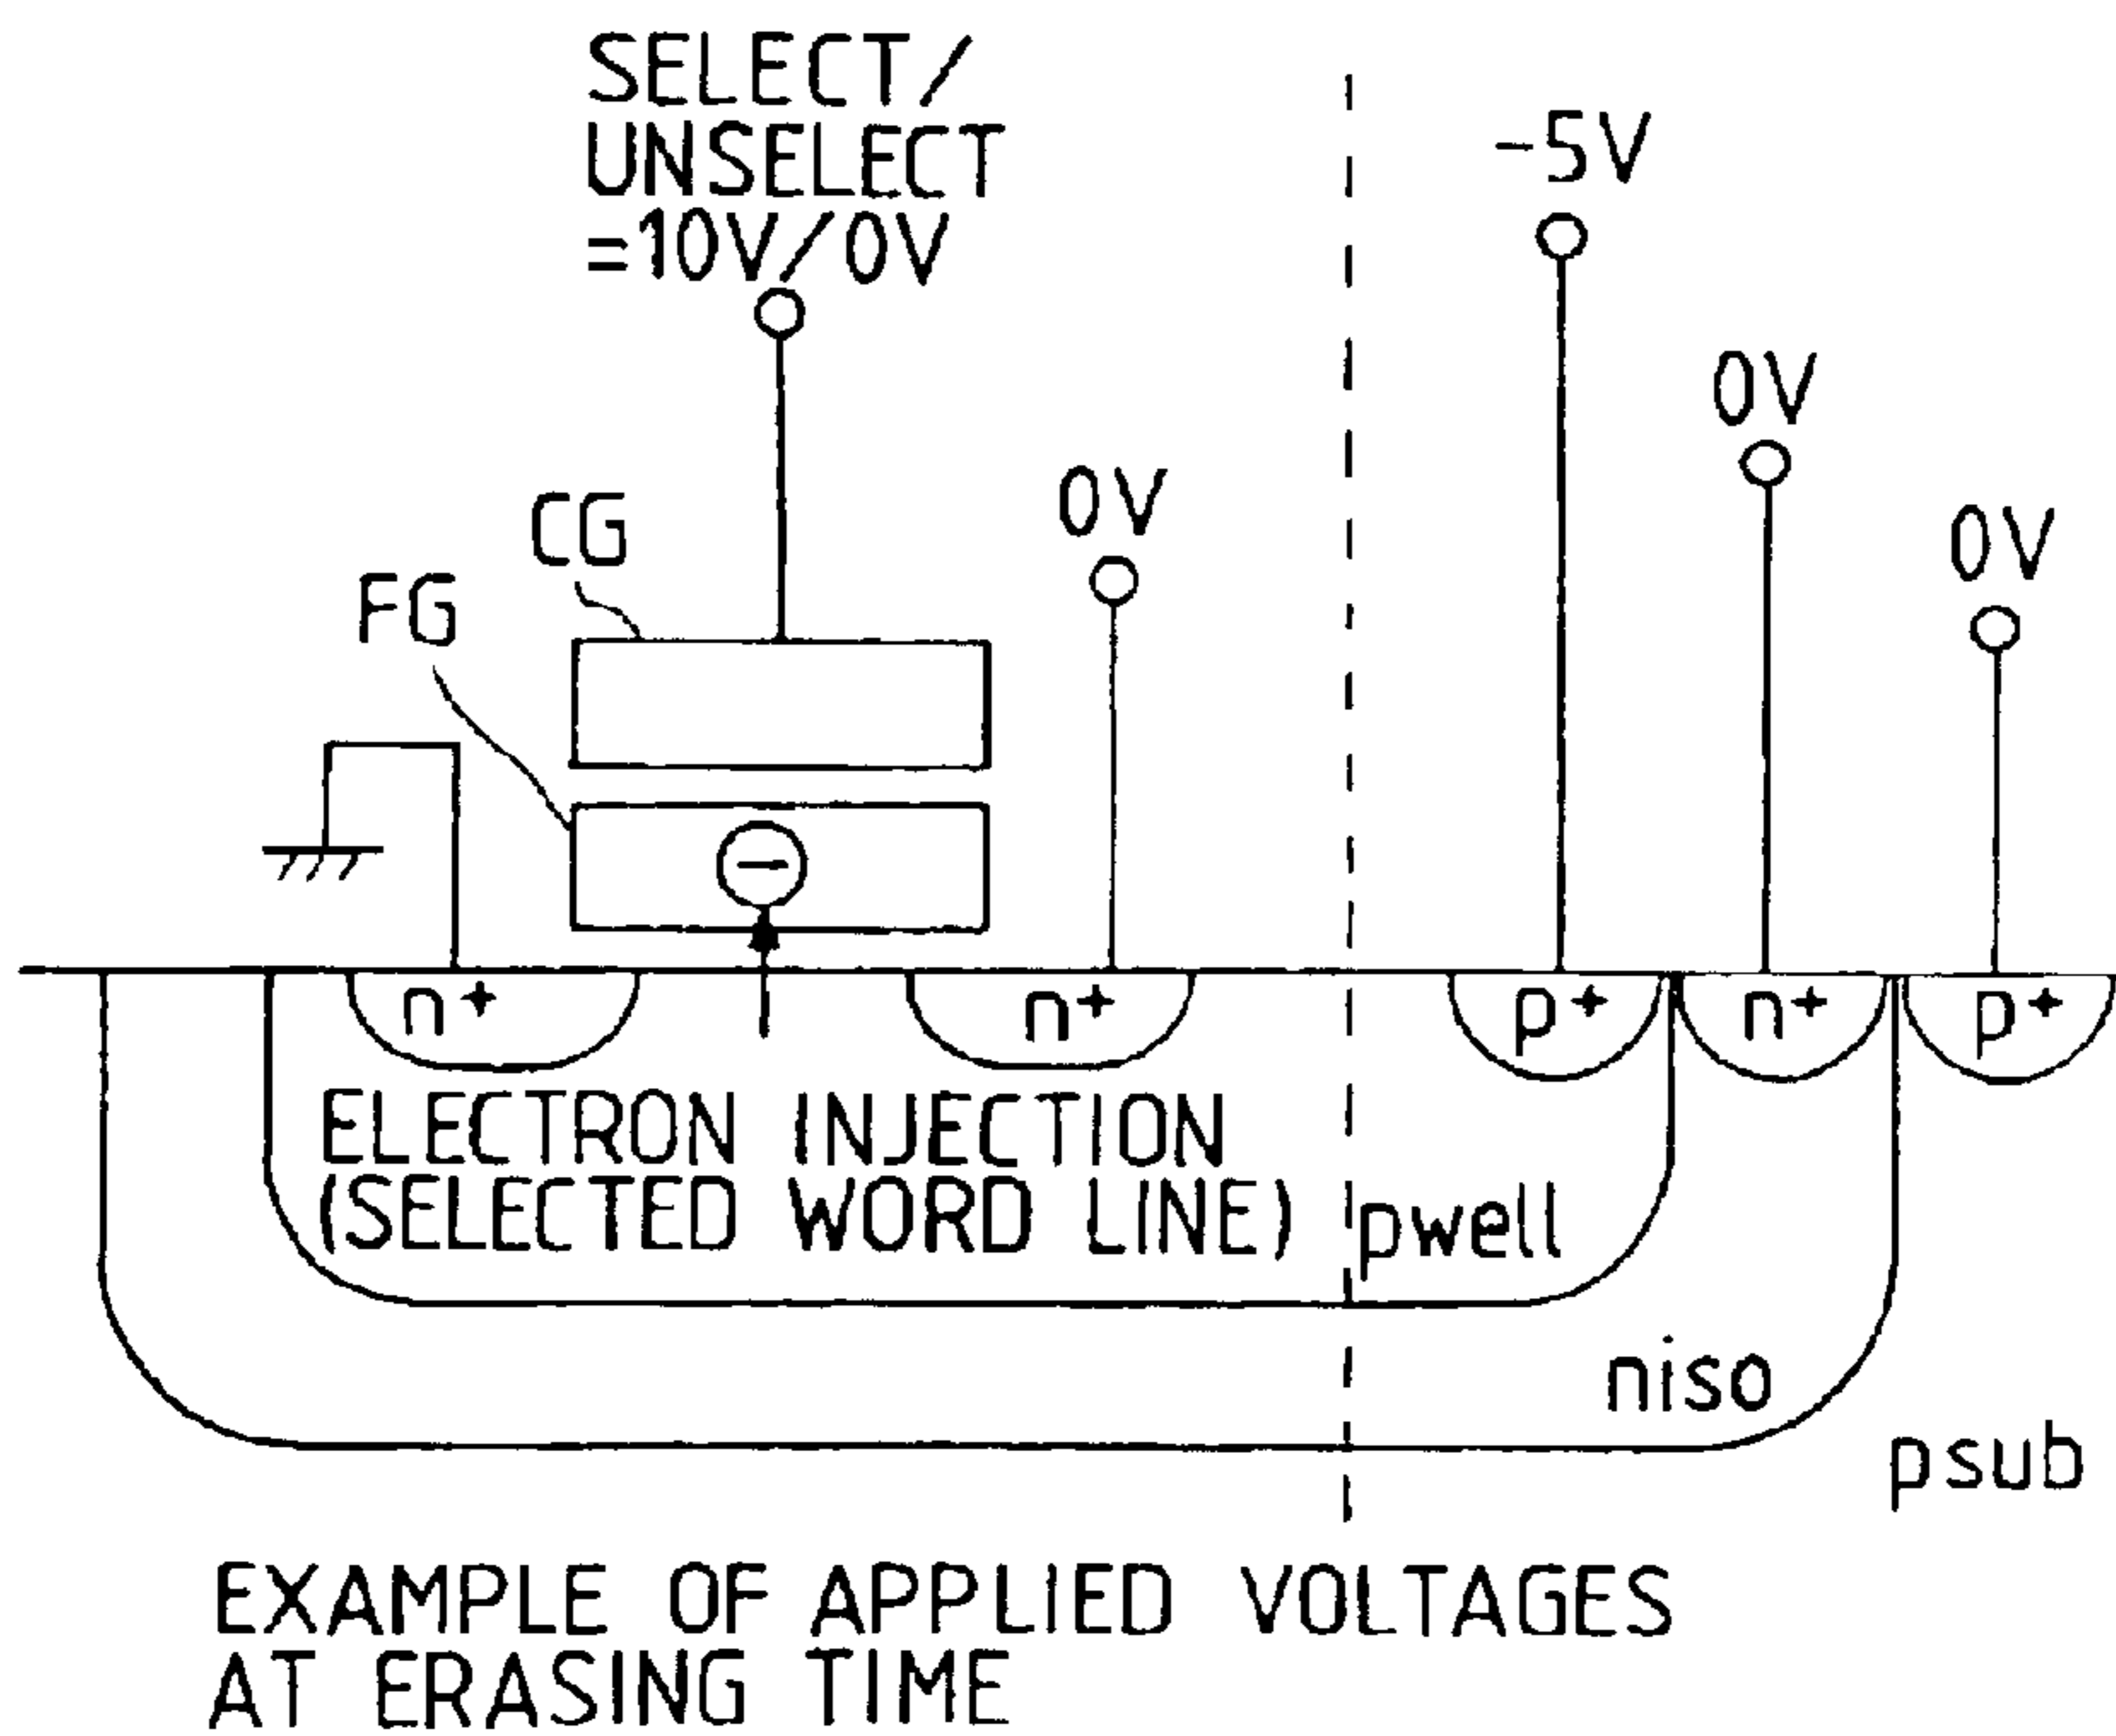 SELECT/
UNSELECT
=10V/0V
-5V
0V
0V
0V
CG
FG
n+
n+
p+
n+
p+
ELECTRON INJECTION
(SELECTED WORD LINE)
pwell
niso
psub
EXAMPLE OF APPLIED VOLTAGES
AT ERASING TIME